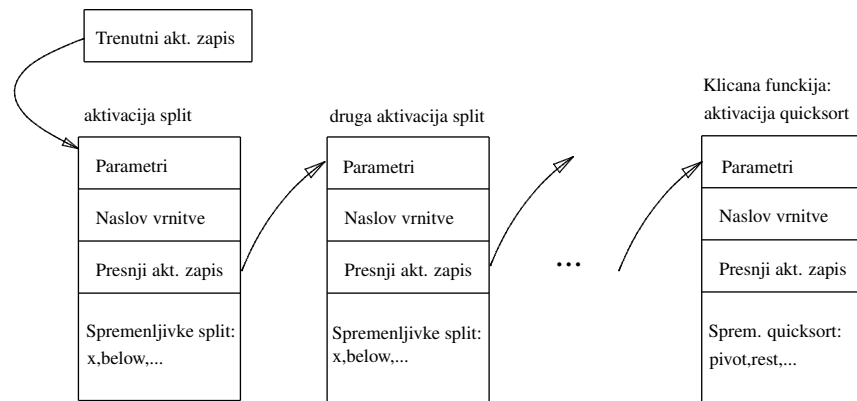 Trenutni akt. zapis
aktivacija split
Parametri
Naslov vrnitve
Presnji akt. zapis
Spremenljivke split:
x,below,...
druga aktivacija split
Parametri
Naslov vrnitve
Presnji akt. zapis
Spremenljivke split:
x,below,...
...
Klicana funckija:
aktivacija quicksort
Parametri
Naslov vrnitve
Presnji akt. zapis
Sprem. quicksort:
pivot,rest,...